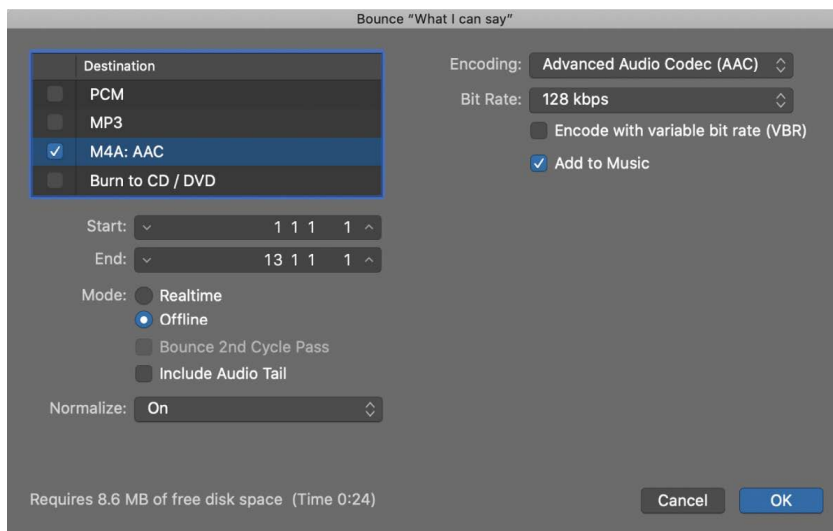 Bounce “What I can say”
Destination
PCM
MP3
M4A: AAC
Burn to CD / DVD
Start: 1 1 1 1
End: 13 1 1 1
Mode: Realtime
Offline
Bounce 2nd Cycle Pass
Include Audio Tail
Normalize: On
Encoding: Advanced Audio Codec (AAC)
Bit Rate: 128 kbps
Encode with variable bit rate (VBR)
Add to Music
Requires 8.6 MB of free disk space (Time 0:24)
Cancel OK